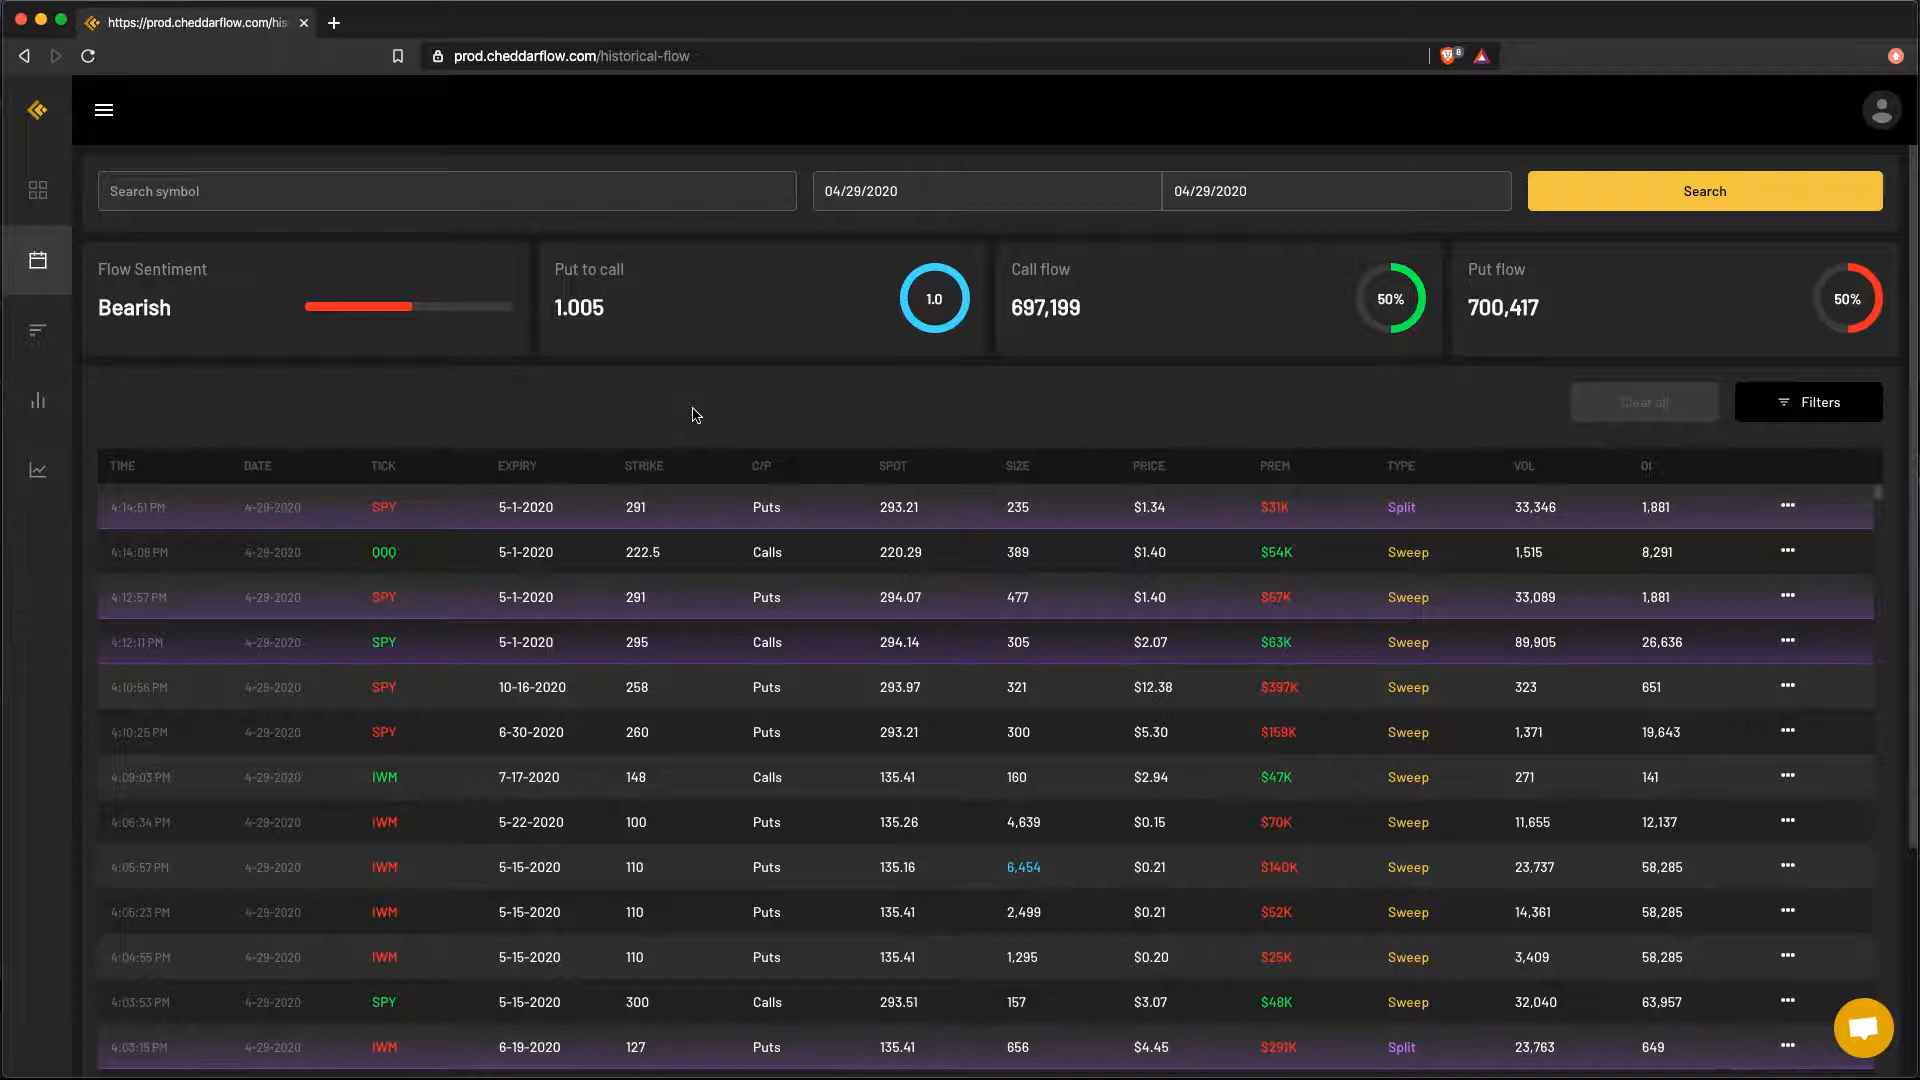 https://prod.cheddarflow.com/his
prod.cheddarflow.com/historical-flow
8
Search symbol 04/29/2020 04/29/2020 Search
Flow Sentiment Put to call Call flow Put flow
Bearish 1.005 1.0 697,199 50% 700,417 50%
Clear all Filters
TIME DATE TICK EXPIRY STRIKE C/P SPOT SIZE PRICE PREM TYPE VOL OI
4:14:51 PM 4-29-2020 SPY 5-1-2020 291 Puts 293.21 235 $1.34 $31K Split 33,346 1,881
4:14:08 PM 4-29-2020 QQQ 5-1-2020 222.5 Calls 220.29 389 $1.40 $54K Sweep 1,515 8,291
4:12:57 PM 4-29-2020 SPY 5-1-2020 291 Puts 294.07 477 $1.40 $67K Sweep 33,089 1,881
4:12:11 PM 4-29-2020 SPY 5-1-2020 295 Calls 294.14 305 $2.07 $63K Sweep 89,905 26,636
4:10:56 PM 4-29-2020 SPY 10-16-2020 258 Puts 293.97 321 $12.38 $397K Sweep 323 651
4:10:25 PM 4-29-2020 SPY 6-30-2020 260 Puts 293.21 300 $5.30 $159K Sweep 1,371 19,643
4:09:03 PM 4-29-2020 IWM 7-17-2020 148 Calls 135.41 160 $2.94 $47K Sweep 271 141
4:06:34 PM 4-29-2020 IWM 5-22-2020 100 Puts 135.26 4,639 $0.15 $70K Sweep 11,655 12,137
4:05:57 PM 4-29-2020 IWM 5-15-2020 110 Puts 135.16 6,454 $0.21 $140K Sweep 23,737 58,285
4:05:23 PM 4-29-2020 IWM 5-15-2020 110 Puts 135.41 2,499 $0.21 $52K Sweep 14,361 58,285
4:04:55 PM 4-29-2020 IWM 5-15-2020 110 Puts 135.41 1,295 $0.20 $25K Sweep 3,409 58,285
4:03:53 PM 4-29-2020 SPY 5-15-2020 300 Calls 293.51 157 $3.07 $48K Sweep 32,040 63,957
4:03:15 PM 4-29-2020 IWM 6-19-2020 127 Puts 135.41 656 $4.45 $291K Split 23,763 649